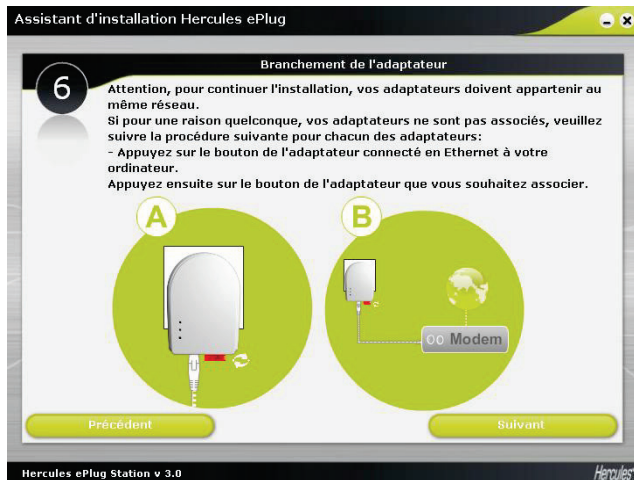 Assistant d'installation Hercules ePlug
Branchement de l'adaptateur
6
Attention, pour continuer l'installation, vos adaptateurs doivent appartenir au
même réseau.
Si pour une raison quelconque, vos adaptateurs ne sont pas associés, veuillez
suivre la procédure suivante pour chacun des adaptateurs:
- Appuyez sur le bouton de l'adaptateur connecté en Ethernet à votre
ordinateur.
Appuyez ensuite sur le bouton de l'adaptateur que vous souhaitez associer.
A
B
Modem
Précédent
Suivant
Hercules ePlug Station v 3.0
Hercules